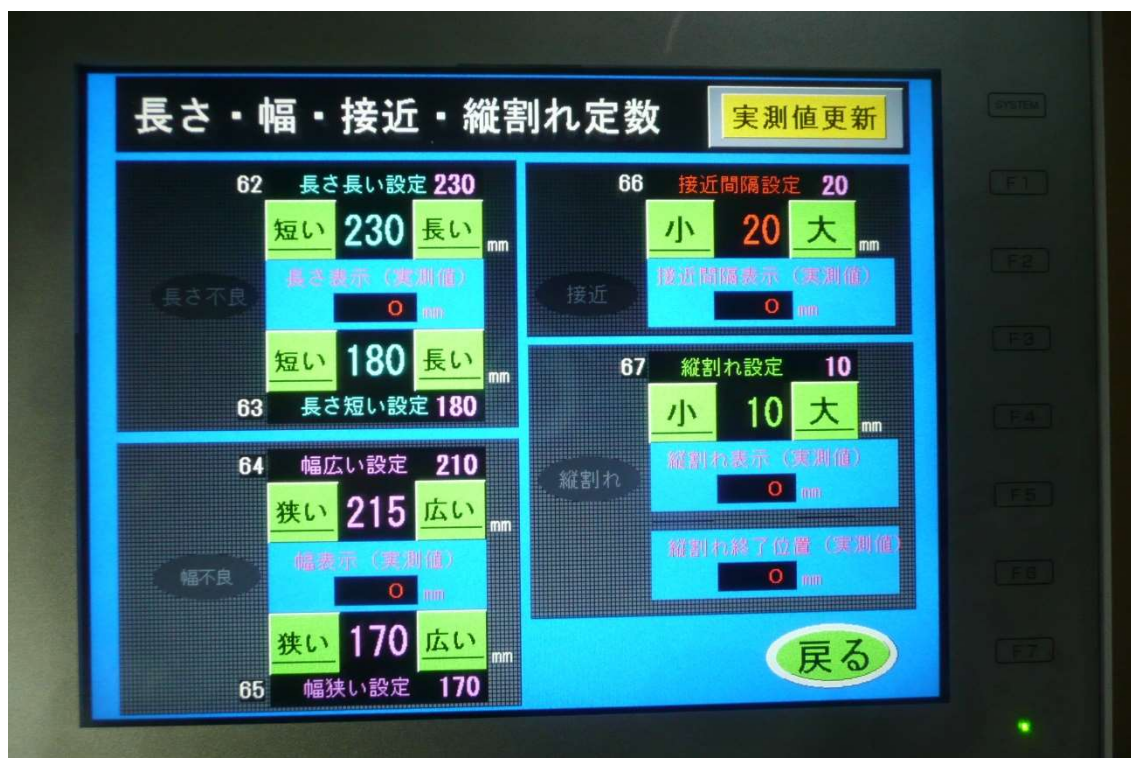 長さ・幅・接近・縦割れ定数
実測値更新
62 長さ長い設定 230
短い 230 長い mm
長さ表示（実測値）
0 mm
長さ不良
短い 180 長い mm
63 長さ短い設定 180
64 幅広い設定 210
狭い 215 広い mm
幅表示（実測値）
0 mm
幅不良
狭い 170 広い mm
65 幅狭い設定 170
66 接近間隔設定 20
小 20 大 mm
接近間隔表示（実測値）
0 mm
接近
67 縦割れ設定 10
小 10 大 mm
縦割れ表示（実測値）
0 mm
縦割れ
縦割れ終了位置（実測値）
0 mm
戻る
SYSTEM
F1
F2
F3
F4
F5
F6
F7